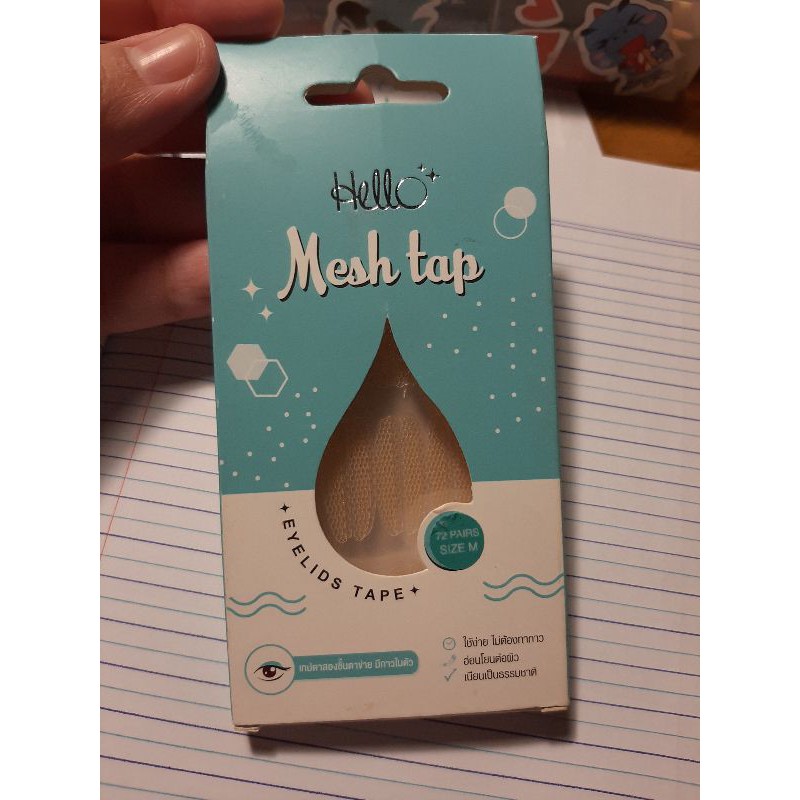 Hello
Mesh tap
72 PAIRS
SIZE M
EYELIDS TAPE
เทปตาสองชั้นตาข่าย มีกาวในตัว
ใช้ง่าย ไม่ต้องทากาว
อ่อนโยนต่อผิว
เนียนเป็นธรรมชาติ